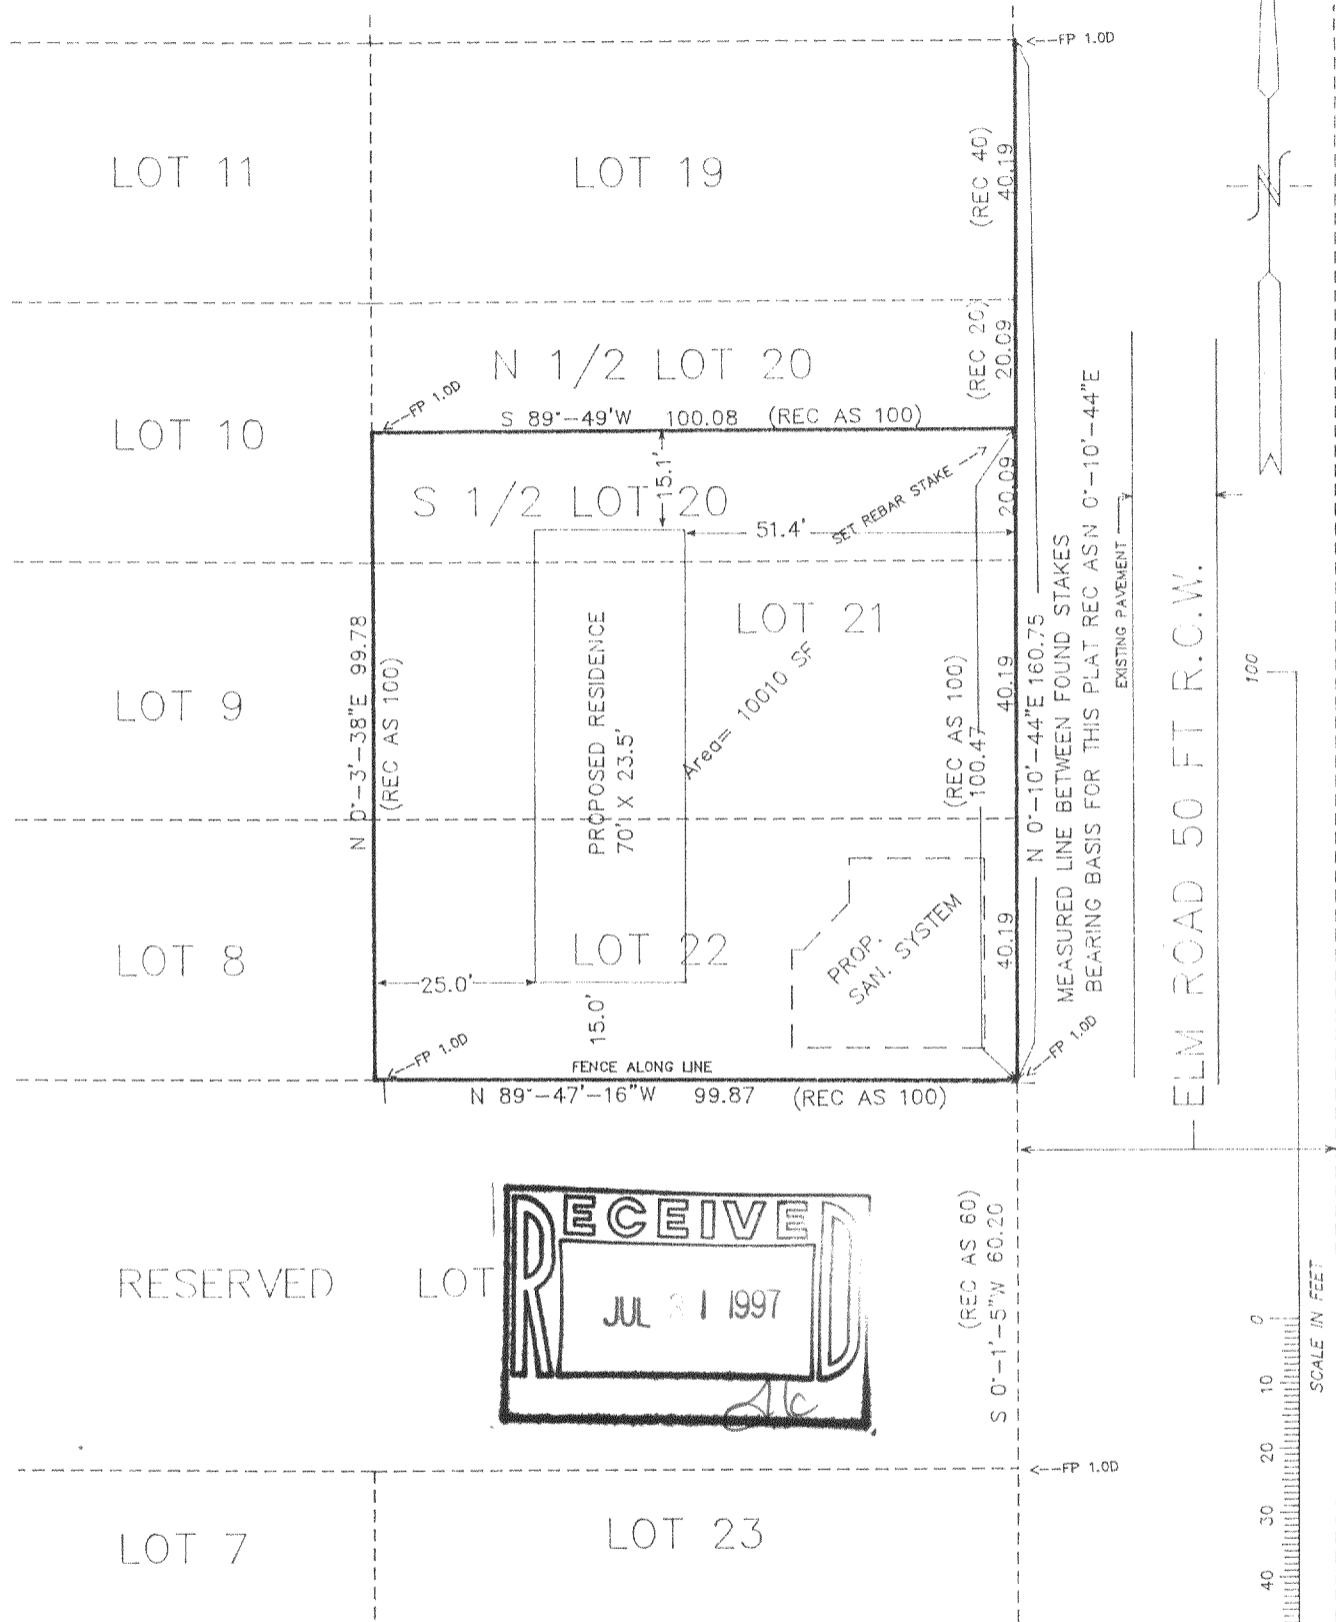 <--FP 1.0D
LOT 11
LOT 19
(REC 40)
40.19
N
(REC 20)
20.09
N 1/2 LOT 20
<--FP 1.0D
S 89°-49'W 100.08 (REC AS 100)
LOT 10
S 1/2 LOT 20
15.1'
51.4'
SET REBAR STAKE -->
20.09
LOT 21
Area= 10010 SF
PROPOSED RESIDENCE
70' X 23.5'
N 0°-3'-38"E 99.78
(REC AS 100)
LOT 9
(REC AS 100)
100.47
40.19
N 0°-10'-44"E 160.75
MEASURED LINE BETWEEN FOUND STAKES
BEARING BASIS FOR THIS PLAT REC AS N 0°-10'-44"E
EXISTING PAVEMENT
ELM ROAD 50 FT R.O.W.
100
LOT 8
LOT 22
PROP.
SAN. SYSTEM
40.19
25.0'
15.0'
<--FP 1.0D
FENCE ALONG LINE
<--FP 1.0D
N 89°-47'-16"W 99.87 (REC AS 100)
RESERVED LOT
RECEIVED
JUL 1 1997
(REC AS 60)
S 0°-1'-5"W 60.20
0
10
20
30
40
SCALE IN FEET
<--FP 1.0D
LOT 7
LOT 23